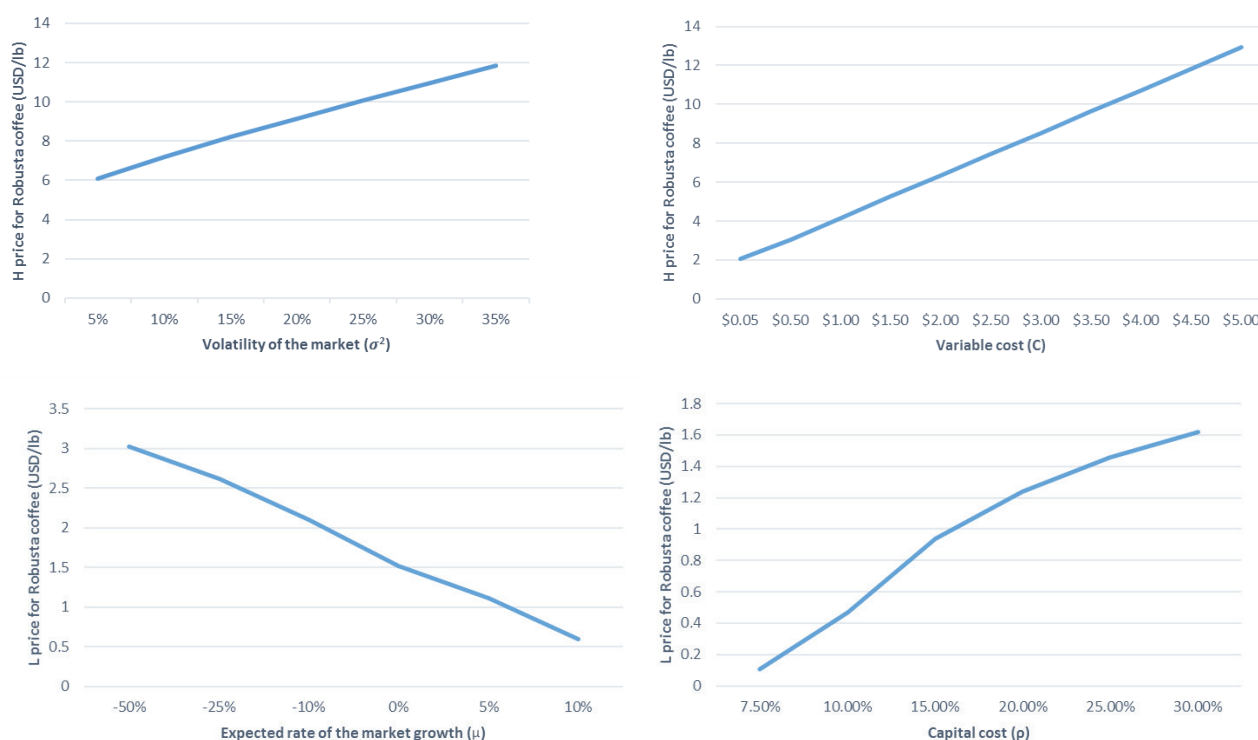 H price for Robusta coffee (USD/lb)
14
12
10
8
6
4
2
0
5% 10% 15% 20% 25% 30% 35%
Volatility of the market (σ²)
H price for Robusta coffee (USD/lb)
14
12
10
8
6
4
2
0
$0.05 $0.50 $1.00 $1.50 $2.00 $2.50 $3.00 $3.50 $4.00 $4.50 $5.00
Variable cost (C)
L price for Robusta coffee (USD/lb)
3.5
3
2.5
2
1.5
1
0.5
0
-50% -25% -10% 0% 5% 10%
Expected rate of the market growth (μ)
L price for Robusta coffee (USD/lb)
1.8
1.6
1.4
1.2
1
0.8
0.6
0.4
0.2
0
7.50% 10.00% 15.00% 20.00% 25.00% 30.00%
Capital cost (ρ)